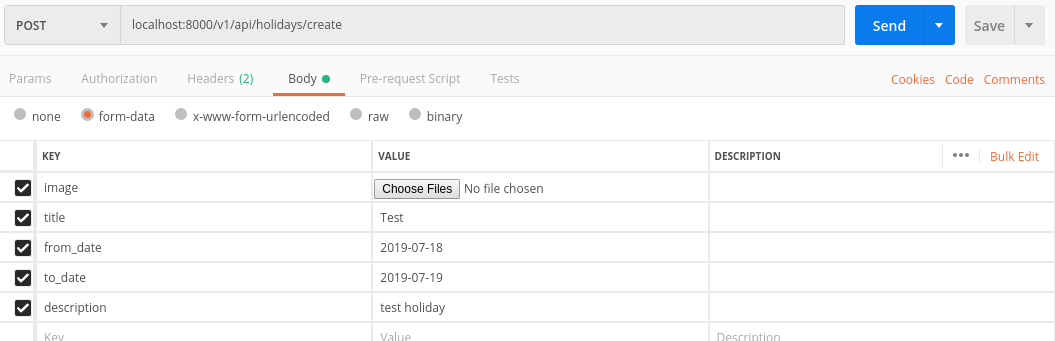 POST localhost:8000/v1/api/holidays/create Send Save
Params Authorization Headers (2) Body Pre-request Script Tests Cookies Code Comments
none form-data x-www-form-urlencoded raw binary
KEY VALUE DESCRIPTION ••• Bulk Edit
image Choose Files No file chosen
title Test
from_date 2019-07-18
to_date 2019-07-19
description test holiday
Key Value Description